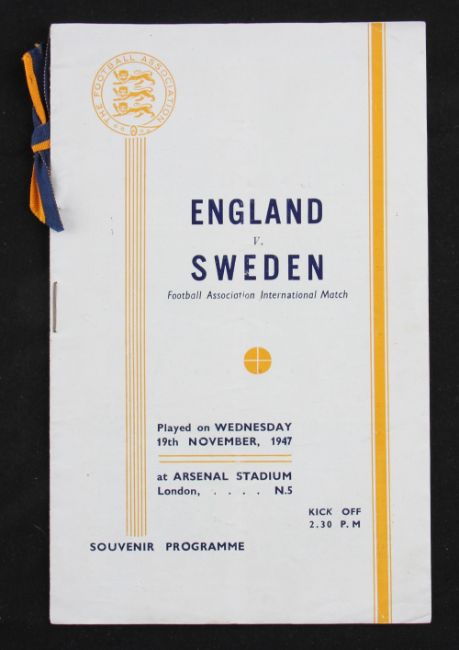 THE FOOTBALL ASSOCIATION
ENGLAND
V.
SWEDEN
Football Association International Match
Played on WEDNESDAY
19th NOVEMBER, 1947
at ARSENAL STADIUM
London, . . . . N.5
KICK OFF
2.30 P.M
SOUVENIR PROGRAMME